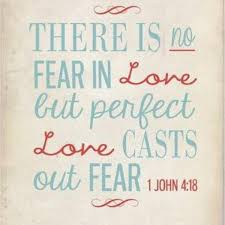 THERE IS no
FEAR IN Love
but perfect
Love CASTS
out FEAR 1 JOHN 4:18